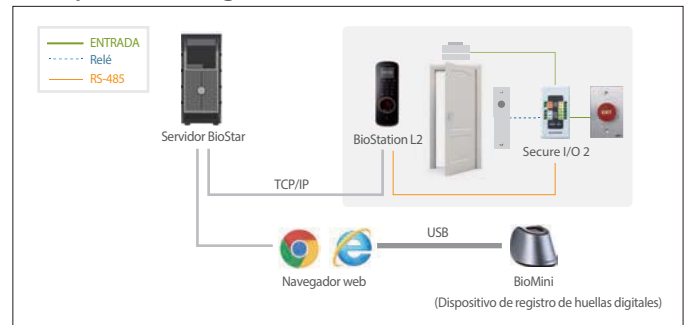 ENTRADA
Relé
RS-485
Servidor BioStar
BioStation L2
EXIT
Secure I/O 2
TCP/IP
USB
Navegador web
BioMini
(Dispositivo de registro de huellas digitales)